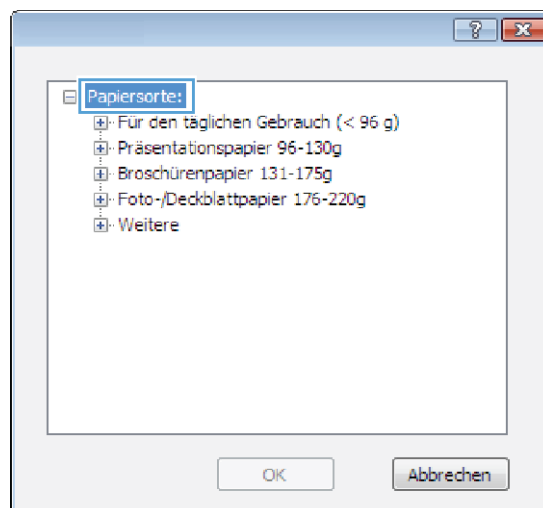 Papiersorte:
Für den täglichen Gebrauch (< 96 g)
Präsentationspapier 96-130g
Broschürenpapier 131-175g
Foto-/Deckblattpapier 176-220g
Weitere
OK
Abbrechen